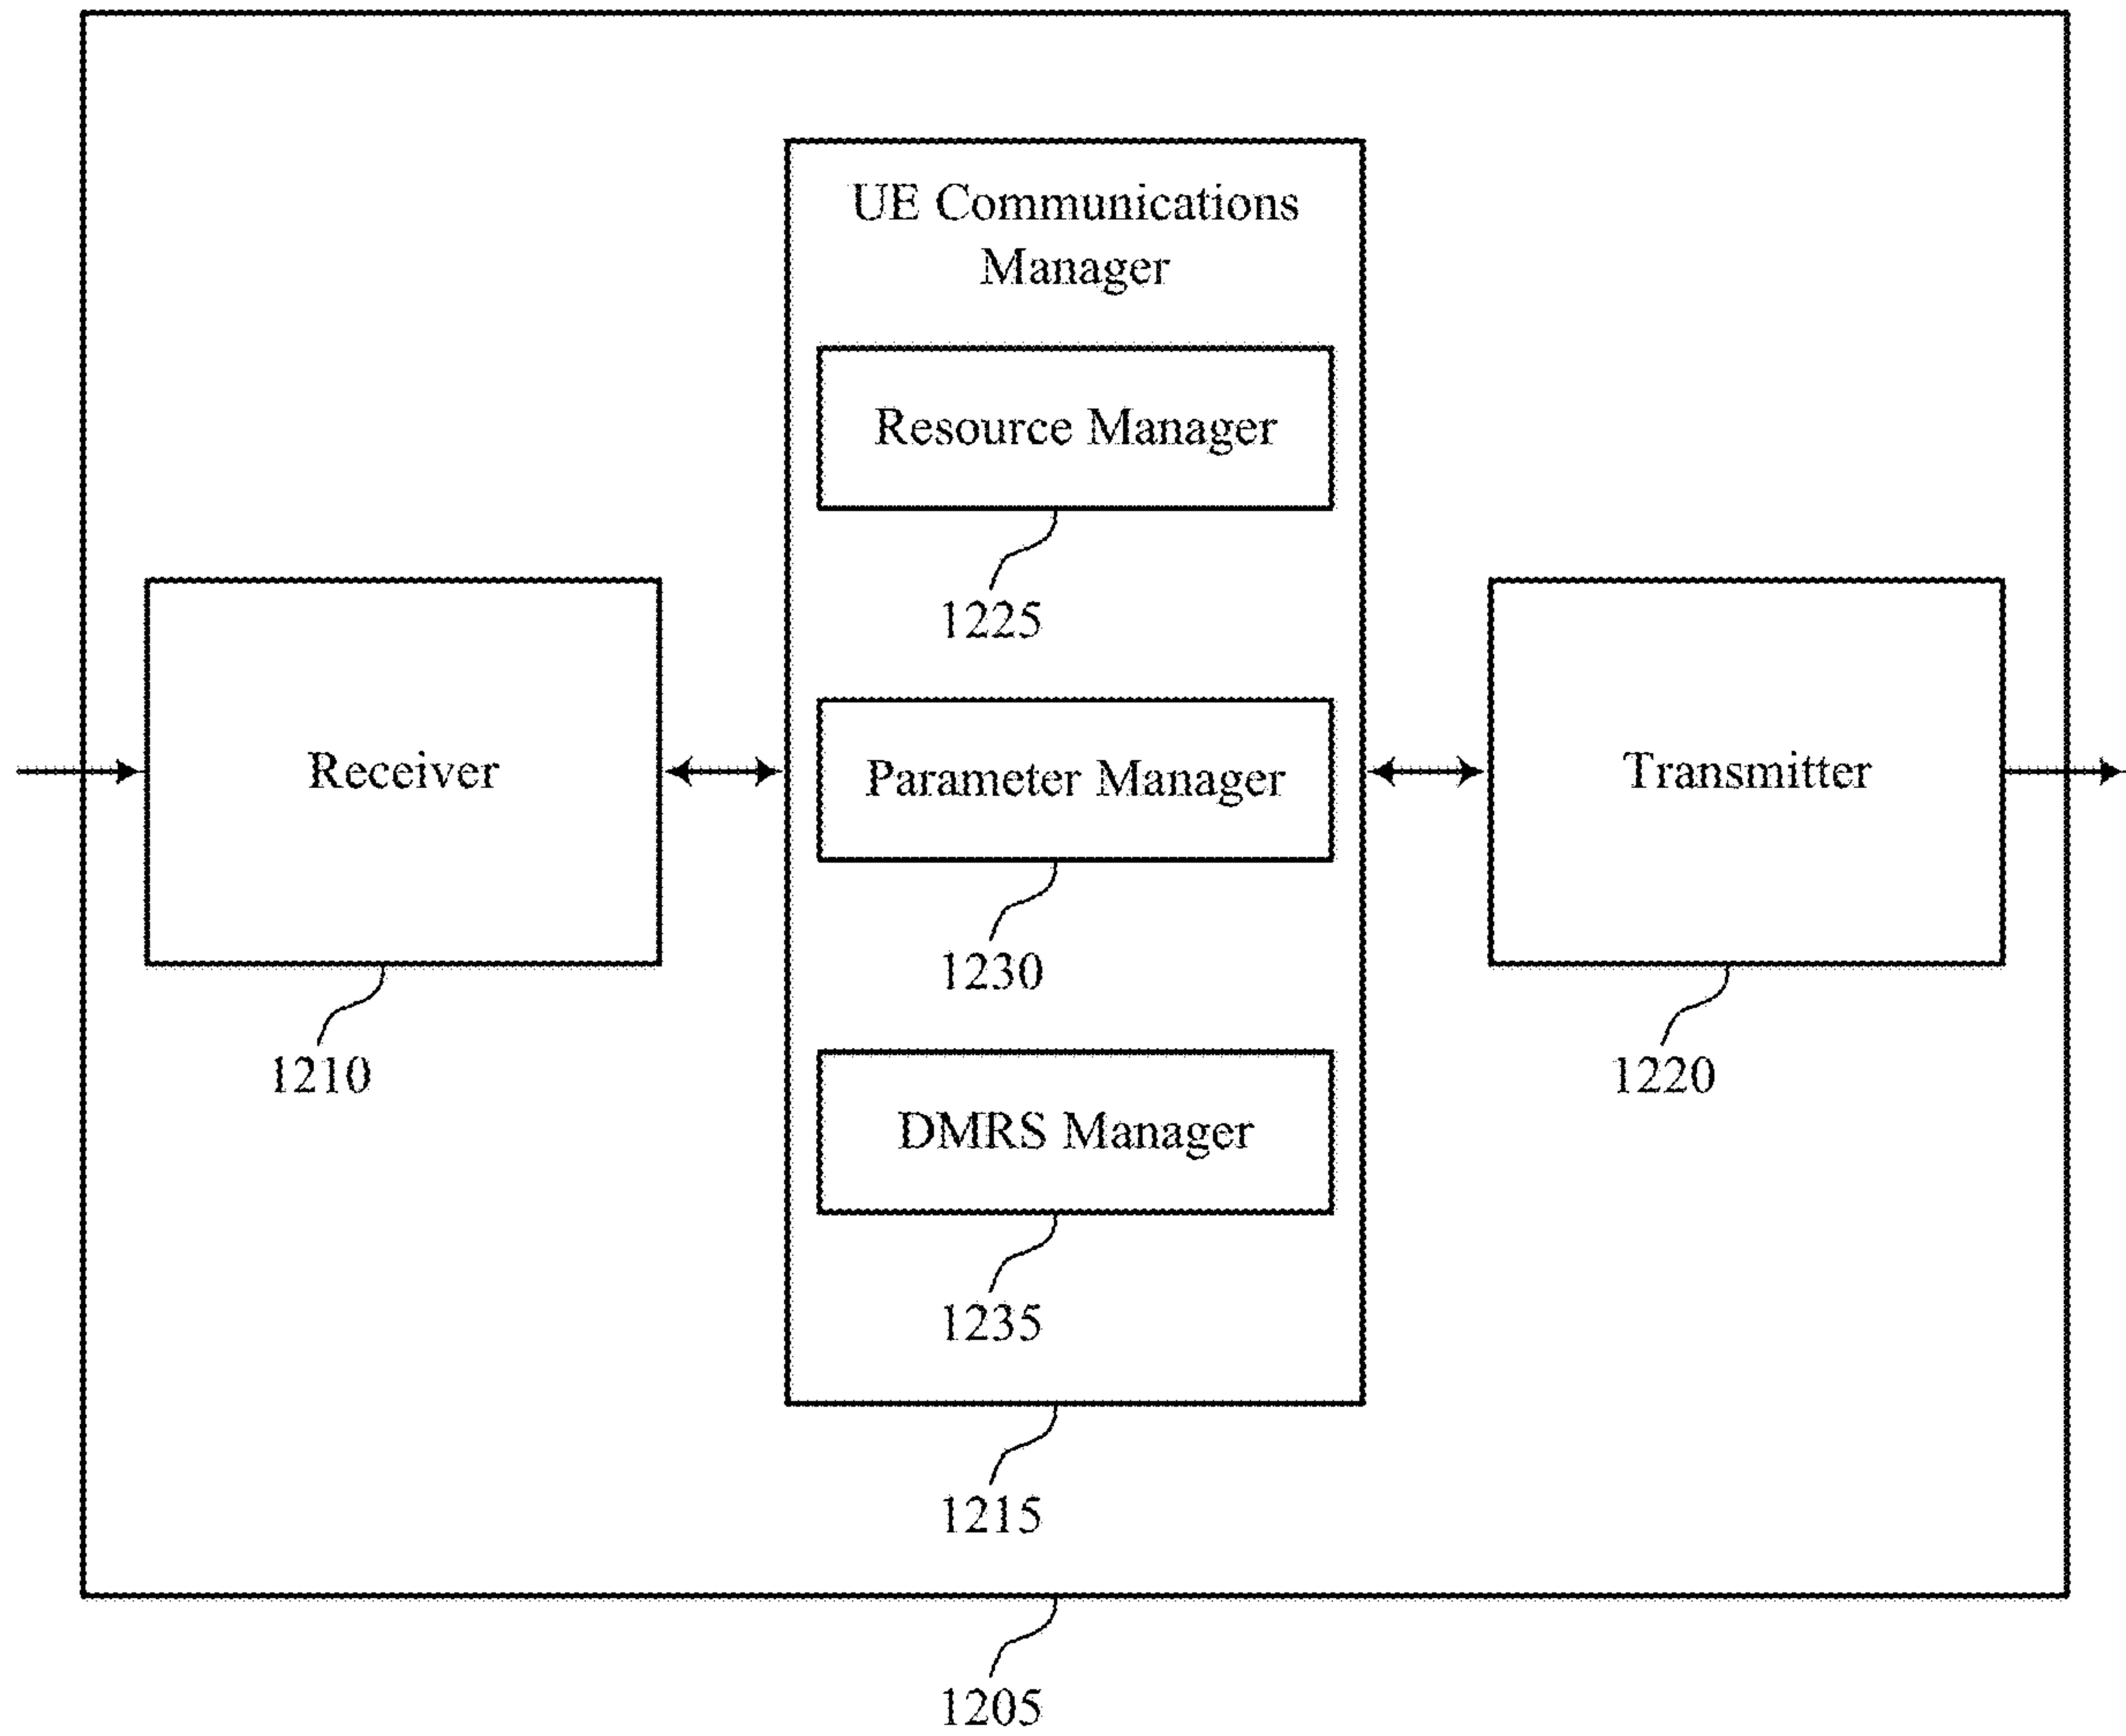 UE Communications
Manager
Resource Manager
1225
Receiver
Parameter Manager
Transmitter
1230
1210
1220
DMRS Manager
1235
1215
1205